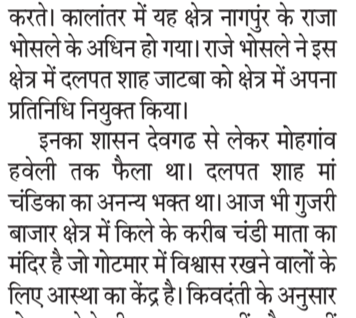 करते। कालांतर में यह क्षेत्र नागपुंर के राजा
भोसले के अधिन हो गया। राजे भोसले ने इस
क्षेत्र में दलपत शाह जाटबा को क्षेत्र में अपना
प्रतिनिधि नियुक्त किया।
इनका शासन देवगढ से लेकर मोहगांव
हवेली तक फैला था। दलपत शाह मां
चंडिका का अनन्य भक्त था। आज भी गुजरी
बाजार क्षेत्र में किले के करीब चंडी माता का
मंदिर है जो गोटमार में विश्वास रखने वालों के
लिए आस्था का केंद्र है। किवदंती के अनुसार